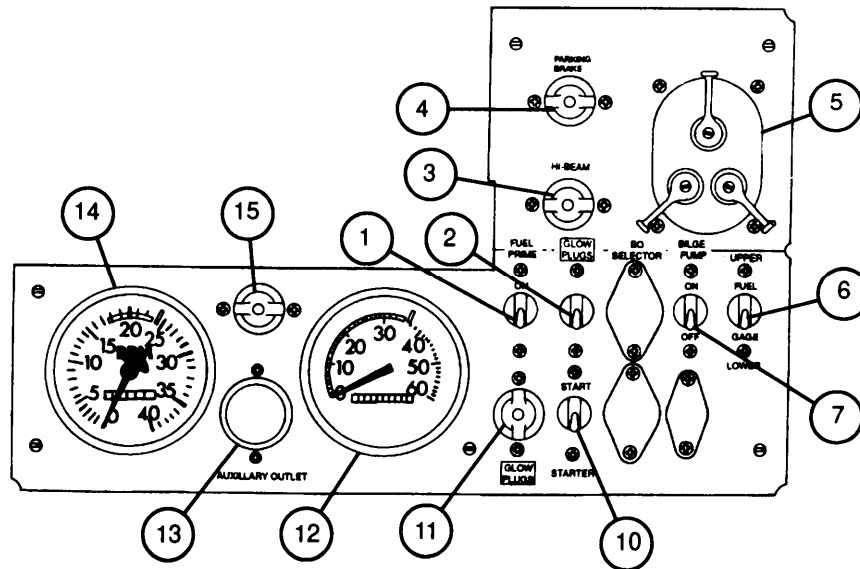 PARKING
BRAKE
4
5
HI-BEAM
3
14
15
1
2
FUEL
PRIME
GLOW
PLUGS
BO
SELECTOR
BILGE
PUMP
UPPER
ON
ON
FUEL
6
OFF
GAGE
LOWER
7
0 5 10 15 20 25 30 35 40
0 10 20 30 40 50 60
START
STARTER
GLOW
PLUGS
AUXILLARY OUTLET
13
12
11
10